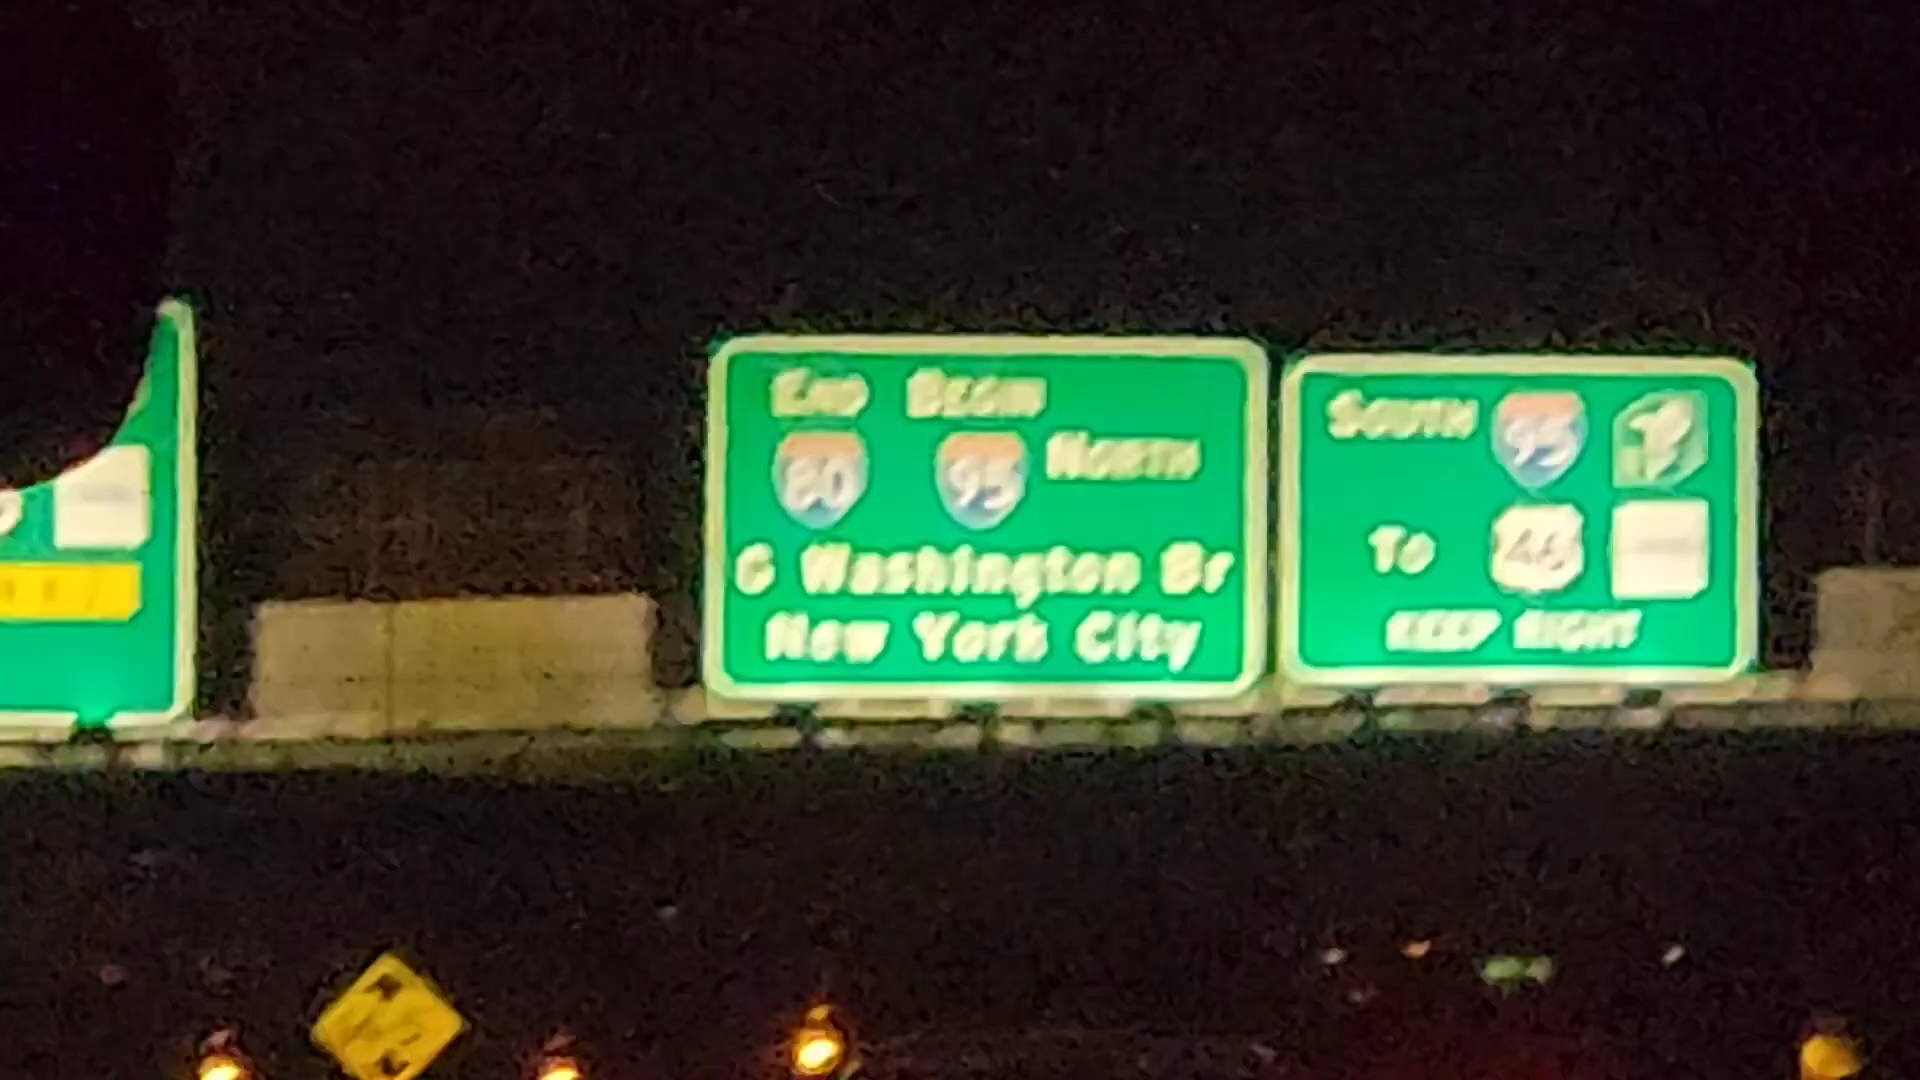 END BEGIN
80 95 NORTH
G Washington Br
New York City
SOUTH 95
TO 46
KEEP RIGHT